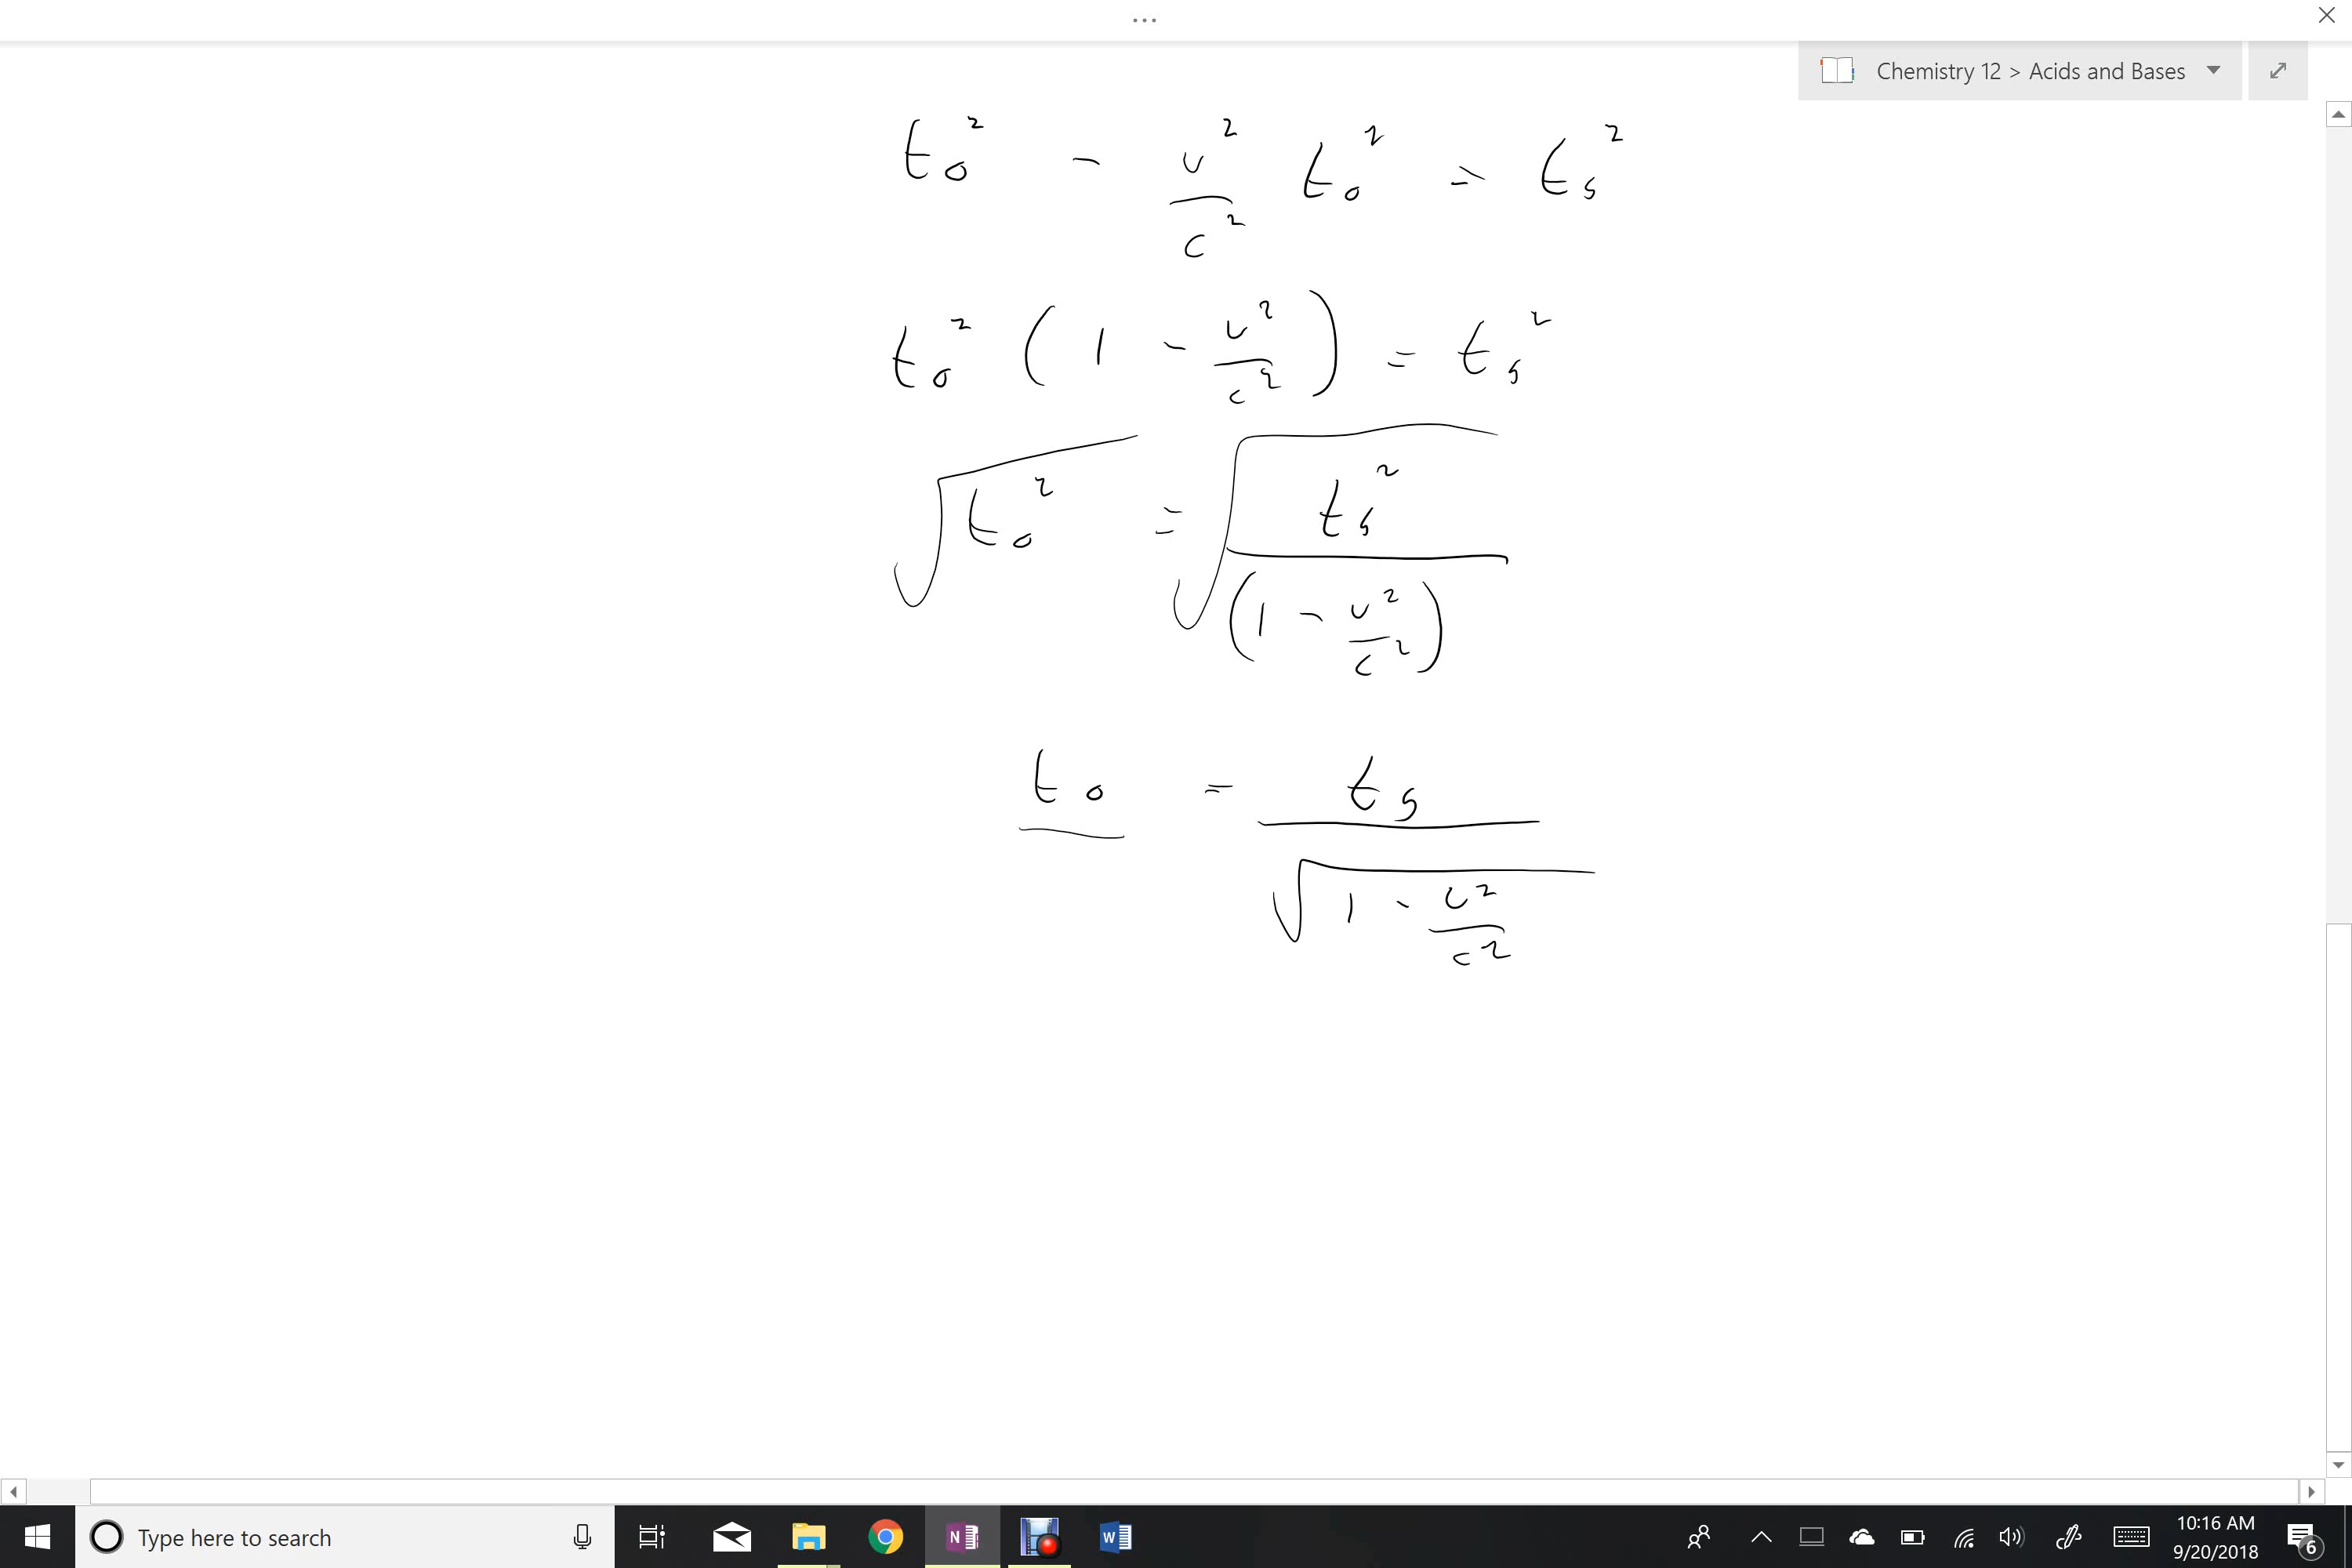 ...
Chemistry 12 > Acids and Bases
t₀² - v²/c² t₀² = tₛ²
t₀² (1 - v²/c²) = tₛ²
√t₀² = √(tₛ²/(1 - v²/c²))
t₀ = tₛ/√(1 - v²/c²)
Type here to search
N
W
10:16 AM
9/20/2018
6